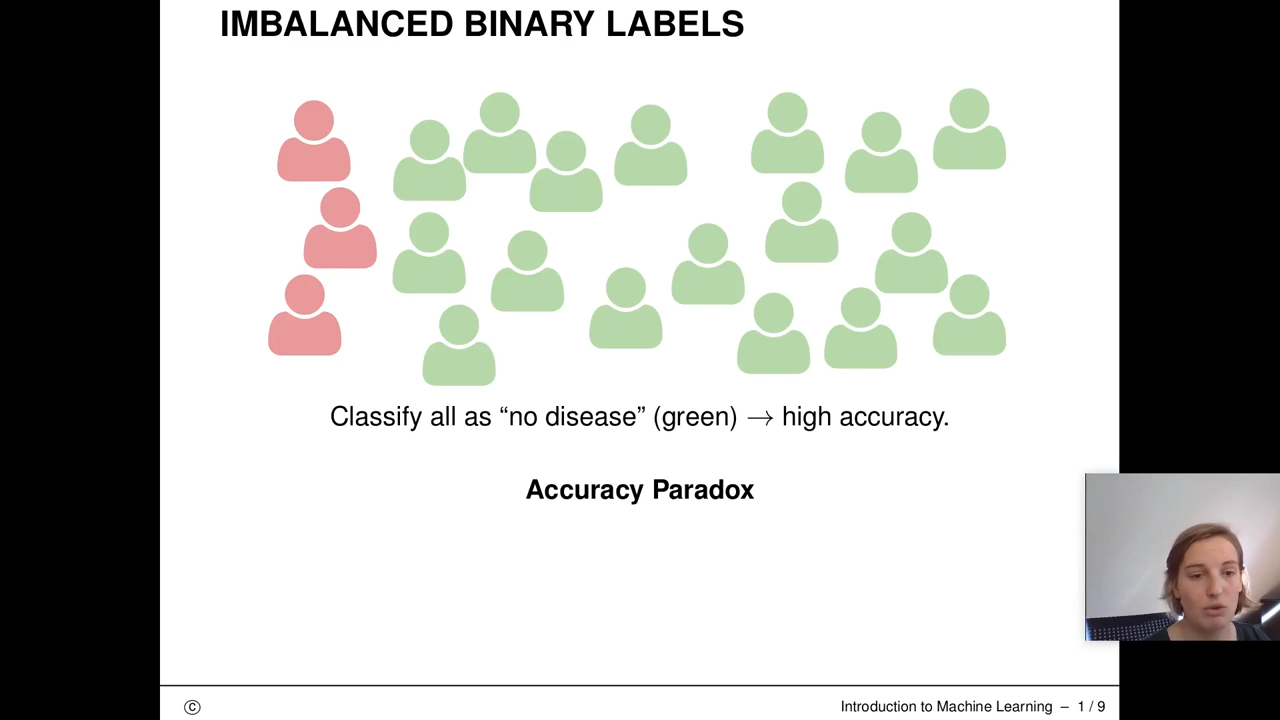 IMBALANCED BINARY LABELS
Classify all as “no disease” (green) → high accuracy.
Accuracy Paradox
© Introduction to Machine Learning – 1 / 9